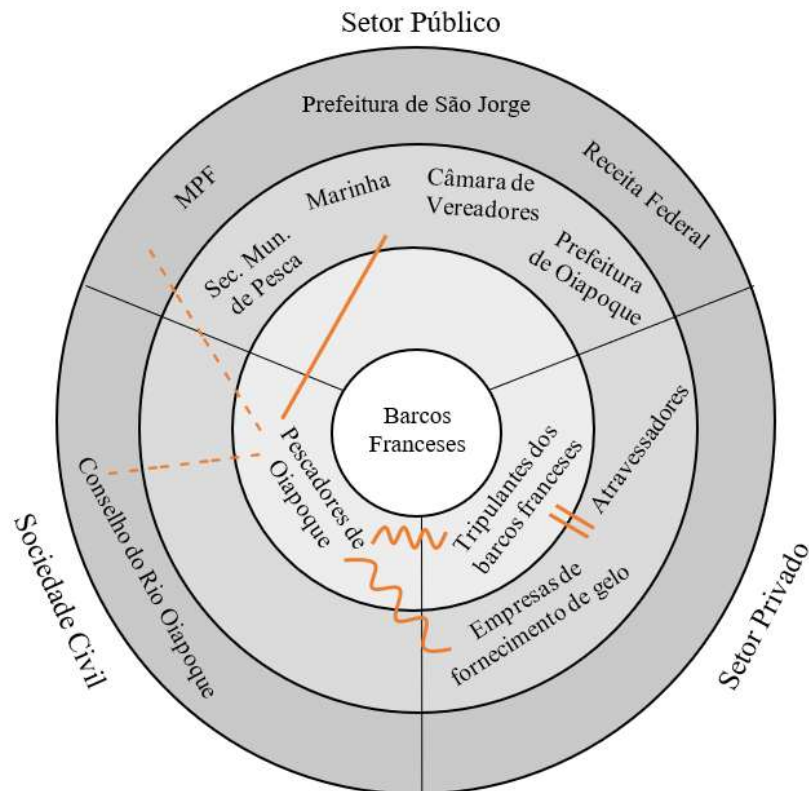 Setor Público
Prefeitura de São Jorge
MPF
Receita Federal
Marinha
Câmara de
Vereadores
Sec. Mun.
de Pesca
Prefeitura
de Oiapoque
Barcos
Franceses
Pescadores de
Oiapoque
Tripulantes dos
barcos franceses
Atravessadores
Empresas de
fornecimento de gelo
Conselho do Rio Oiapoque
Sociedade Civil
Setor Privado